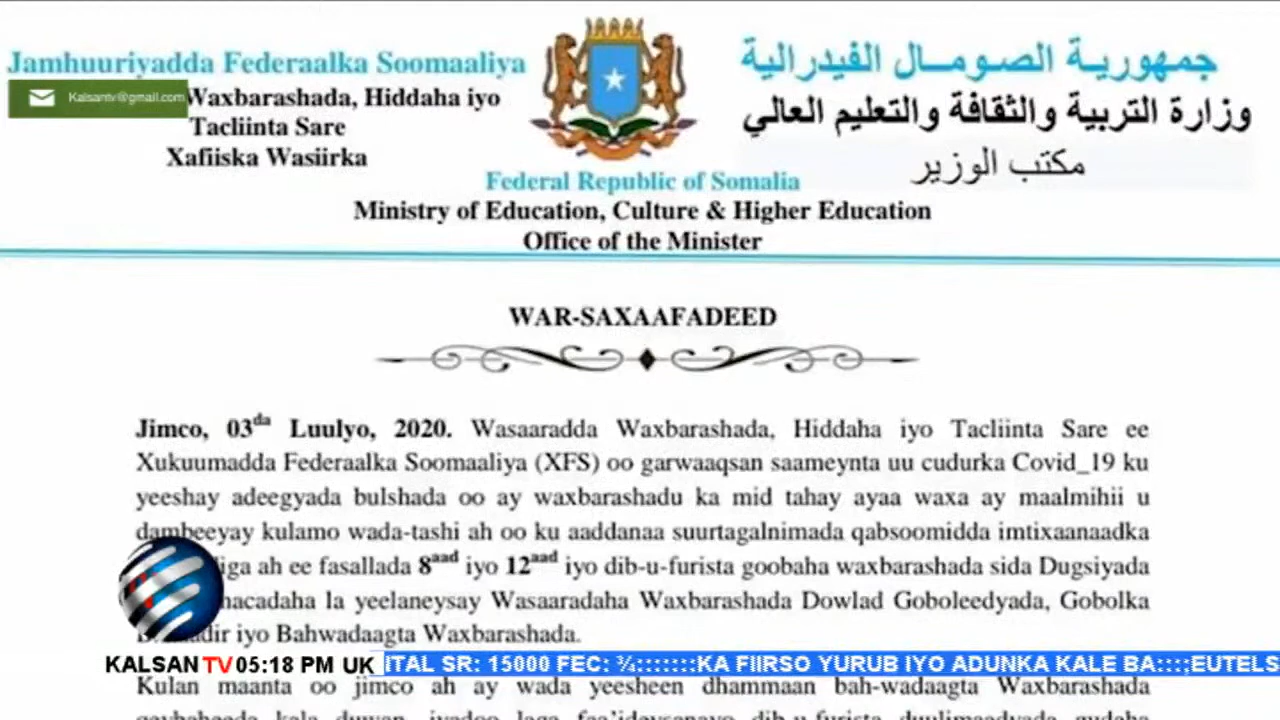 Jamhuuriyadda Federaalka Soomaaliya
Kalsantv@gmail.com
Waxbarashada, Hiddaha iyo
Tacliinta Sare
Xafiiska Wasiirka
جمهورية الصومال الفيدرالية
وزارة التربية والثقافة والتعليم العالي
مكتب الوزير
Federal Republic of Somalia
Ministry of Education, Culture & Higher Education
Office of the Minister
WAR-SAXAAFADEED
Jimco, 03da Luulyo, 2020. Wasaaradda Waxbarashada, Hiddaha iyo Tacliinta Sare ee
Xukuumadda Federaalka Soomaaliya (XFS) oo garwaaqsan saameynta uu cudurka Covid_19 ku
yeeshay adeegyada bulshada oo ay waxbarashadu ka mid tahay ayaa waxa ay maalmihii u
dambeeyay kulamo wada-tashi ah oo ku aaddanaa suurtagalnimada qabsoomidda imtixaanaadka
ah ee fasallada 8aad iyo 12aad iyo dib-u-furista goobaha waxbarashada sida Dugsiyada
la yeelaneysay Wasaaradaha Waxbarashada Dowlad Goboleedyada, Gobolka
iyo Bahwadaagta Waxbarashada.
KALSAN TV 05:18 PM UK ITAL SR: 15000 FEC: ¾:::::::KA FIIRSO YURUB IYO ADUNKA KALE BA::::;EUTELS
Kulan maanta oo jimco ah ay wada yeesheen dhammaan bah-wadaagta Waxbarashada